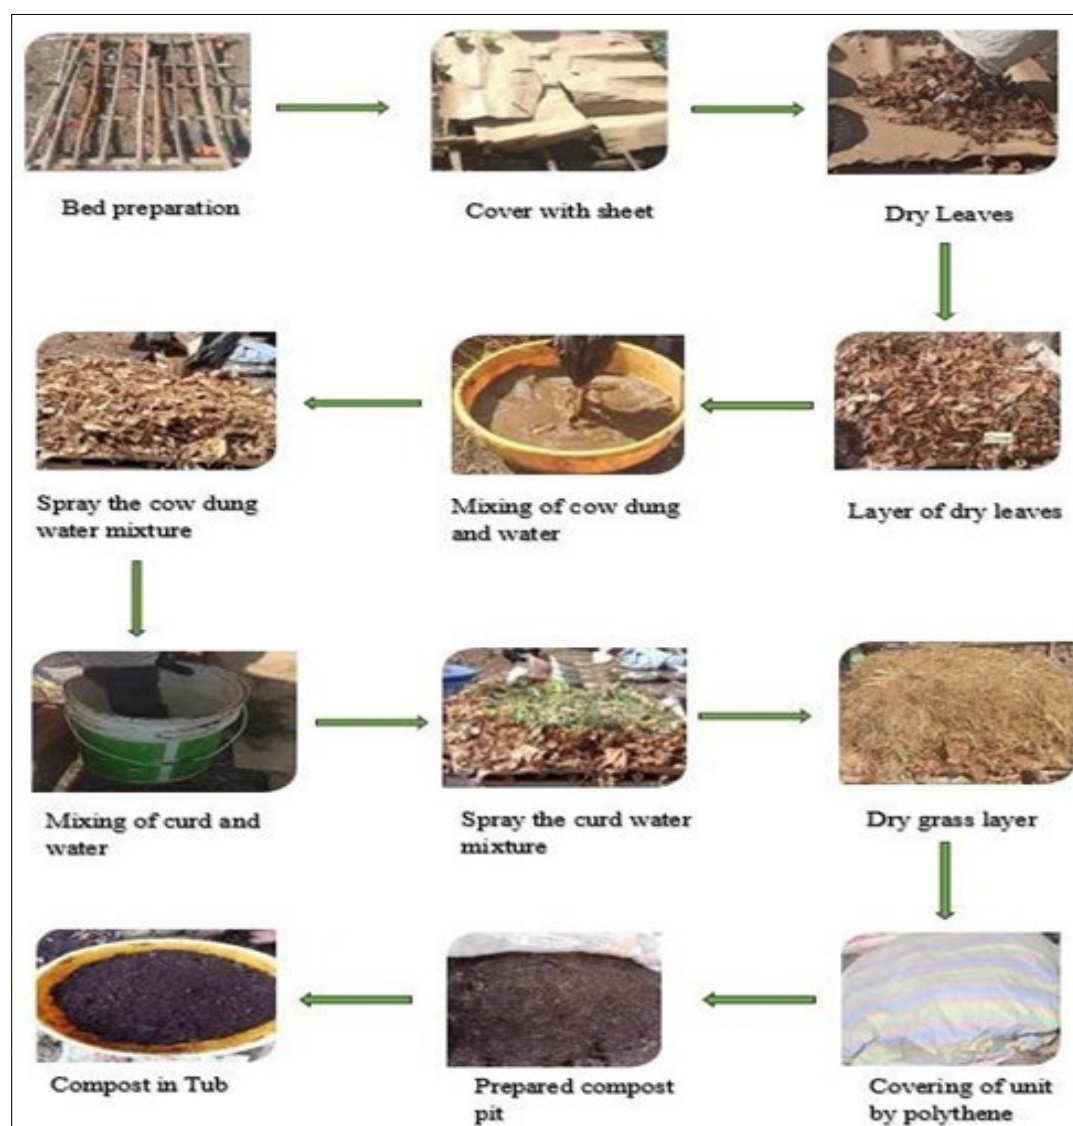 Bed preparation
Cover with sheet
Dry Leaves
Layer of dry leaves
Mixing of cow dung
and water
Spray the cow dung
water mixture
Mixing of curd and
water
Spray the curd water
mixture
Dry grass layer
Covering of unit
by polythene
Prepared compost
pit
Compost in Tub